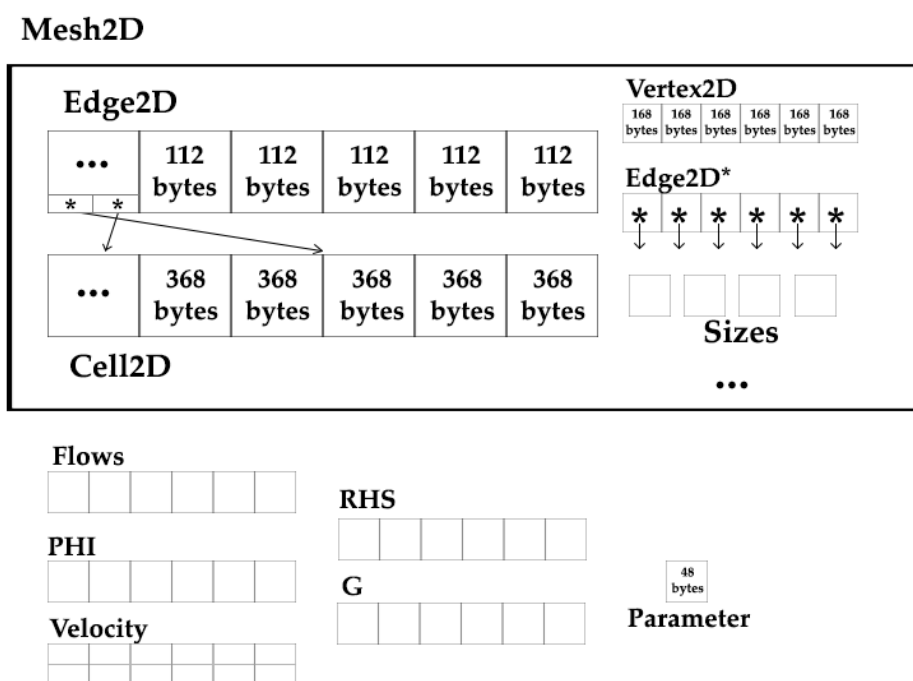 Mesh2D
Edge2D
... 112 112 112 112 112
bytes bytes bytes bytes bytes
* *
... 368 368 368 368 368
bytes bytes bytes bytes bytes
Cell2D
Vertex2D
168 168 168 168 168 168
bytes bytes bytes bytes bytes bytes
Edge2D*
* * * * * *
Sizes
...
Flows
PHI
Velocity
RHS
G
48
bytes
Parameter